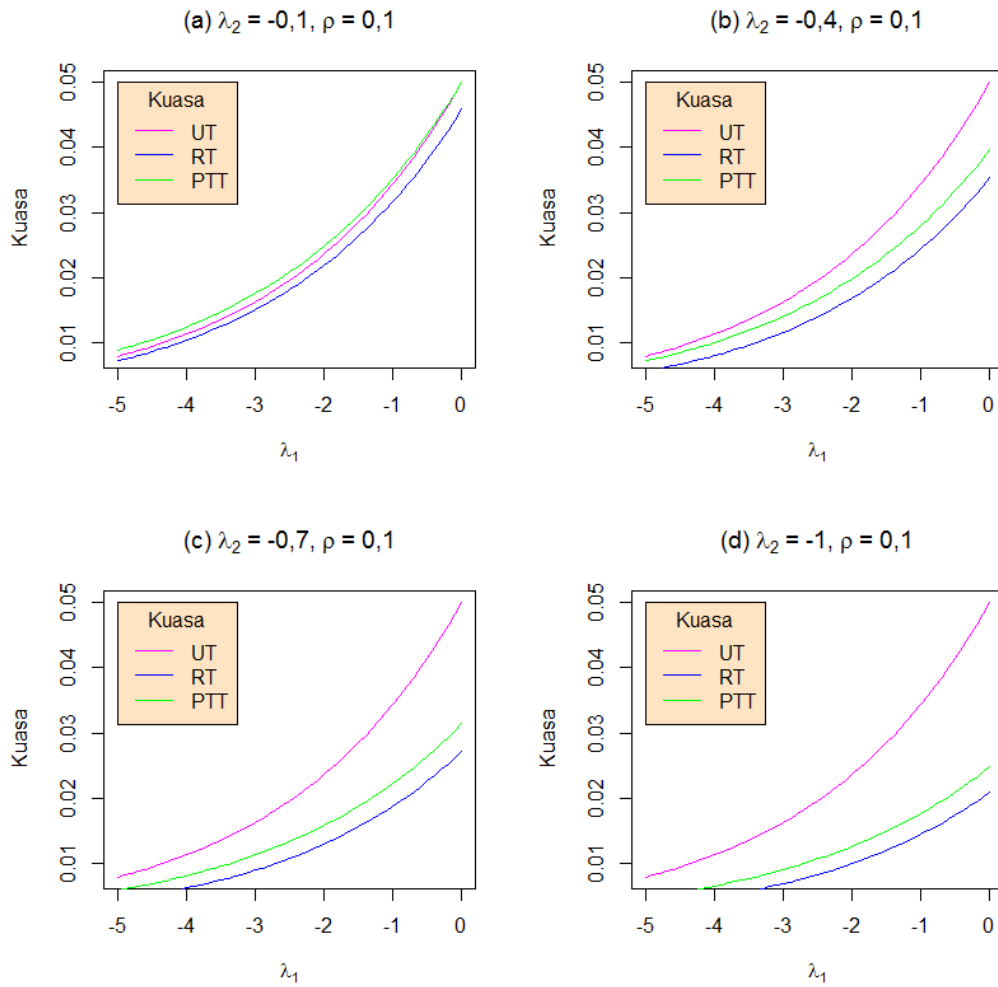 (a) λ₂ = -0,1, ρ = 0,1
Kuasa
0.05
0.04
0.03
0.02
0.01
Kuasa
UT
RT
PTT
-5 -4 -3 -2 -1 0
λ₁
(b) λ₂ = -0,4, ρ = 0,1
Kuasa
0.05
0.04
0.03
0.02
0.01
Kuasa
UT
RT
PTT
-5 -4 -3 -2 -1 0
λ₁
(c) λ₂ = -0,7, ρ = 0,1
Kuasa
0.05
0.04
0.03
0.02
0.01
Kuasa
UT
RT
PTT
-5 -4 -3 -2 -1 0
λ₁
(d) λ₂ = -1, ρ = 0,1
Kuasa
0.05
0.04
0.03
0.02
0.01
Kuasa
UT
RT
PTT
-5 -4 -3 -2 -1 0
λ₁